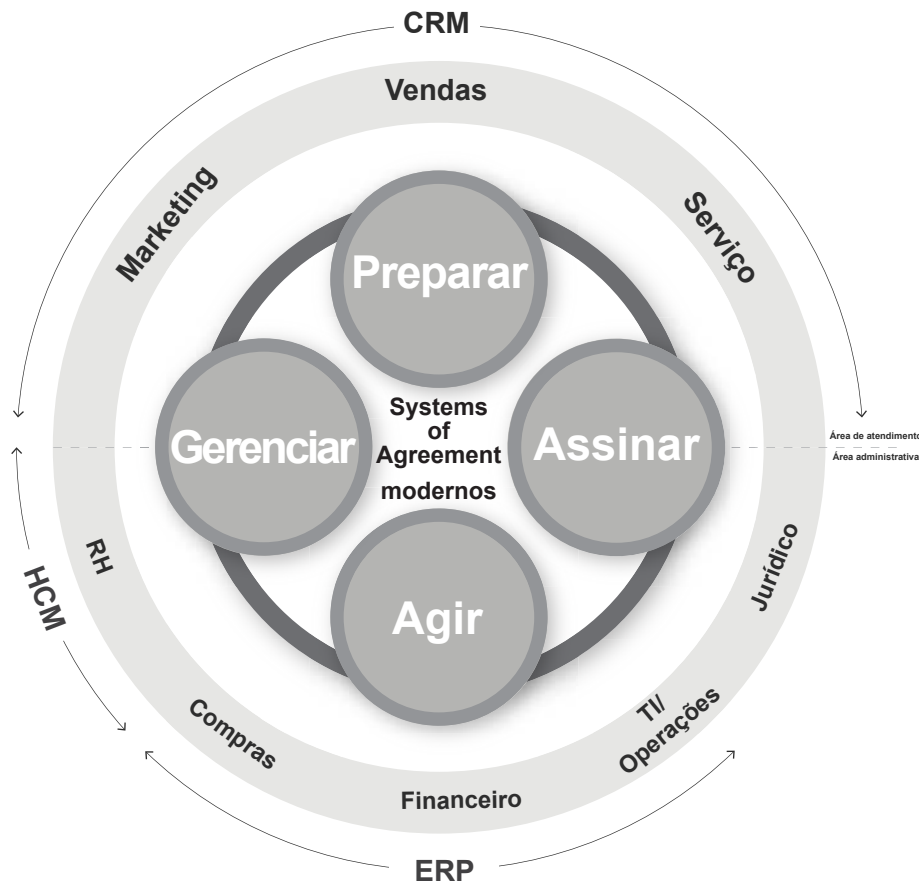 CRM
Vendas
Marketing
Serviço
Preparar
Gerenciar
Systems
of
Agreement
modernos
Assinar
Área de atendimento
Área administrativa
Agir
RH
HCM
Jurídico
Compras
TI/
Operações
Financeiro
ERP